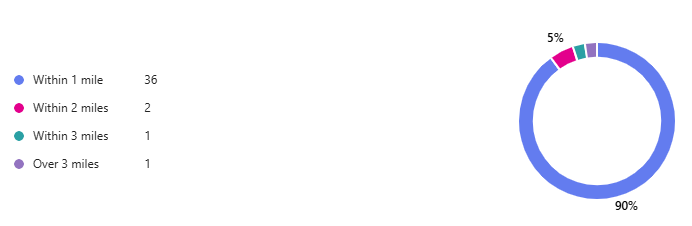 5%
Within 1 mile 36
Within 2 miles 2
Within 3 miles 1
Over 3 miles 1
90%